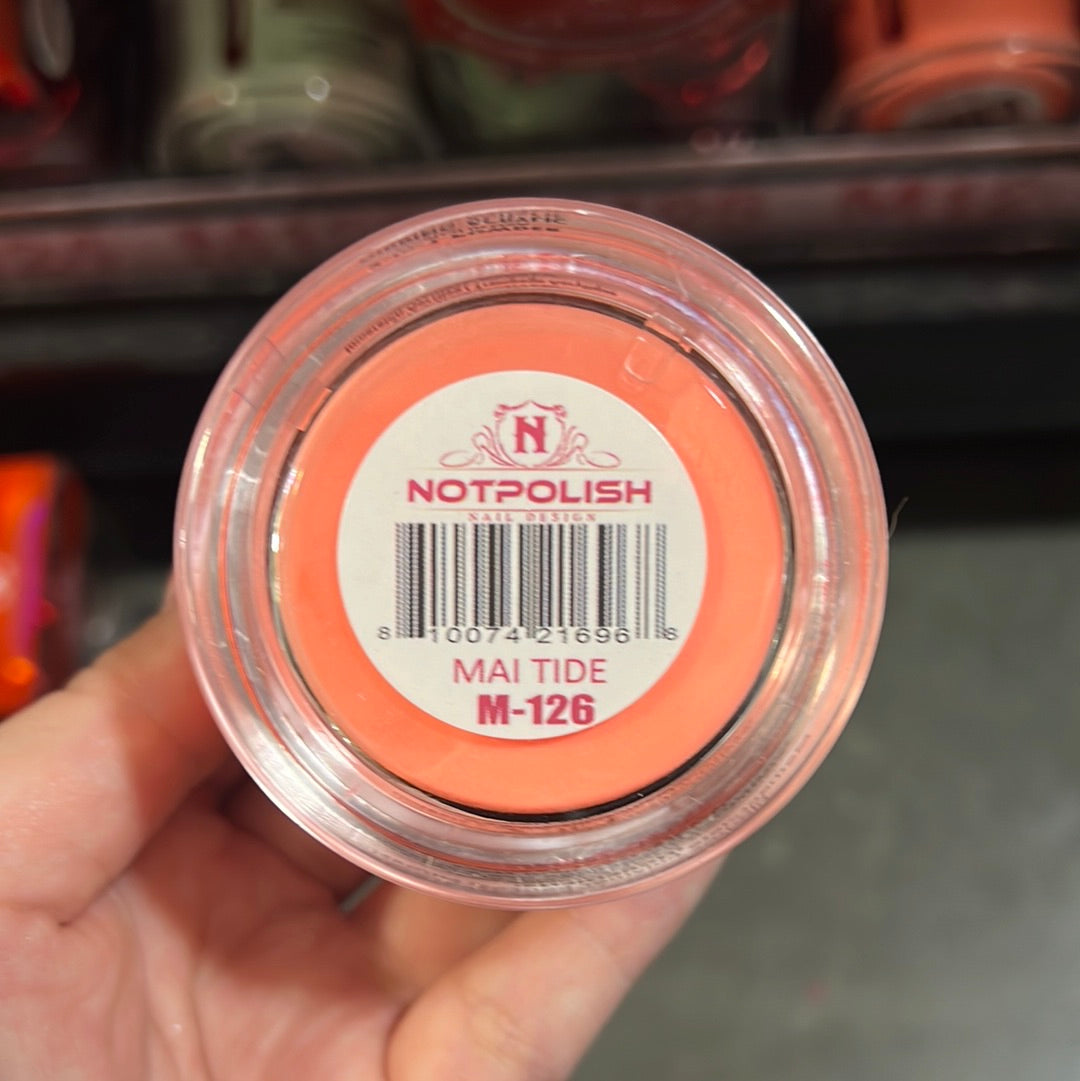 N
NOTPOLISH
NAIL DESIGN
8 10074 21696 8
MAI TIDE
M-126